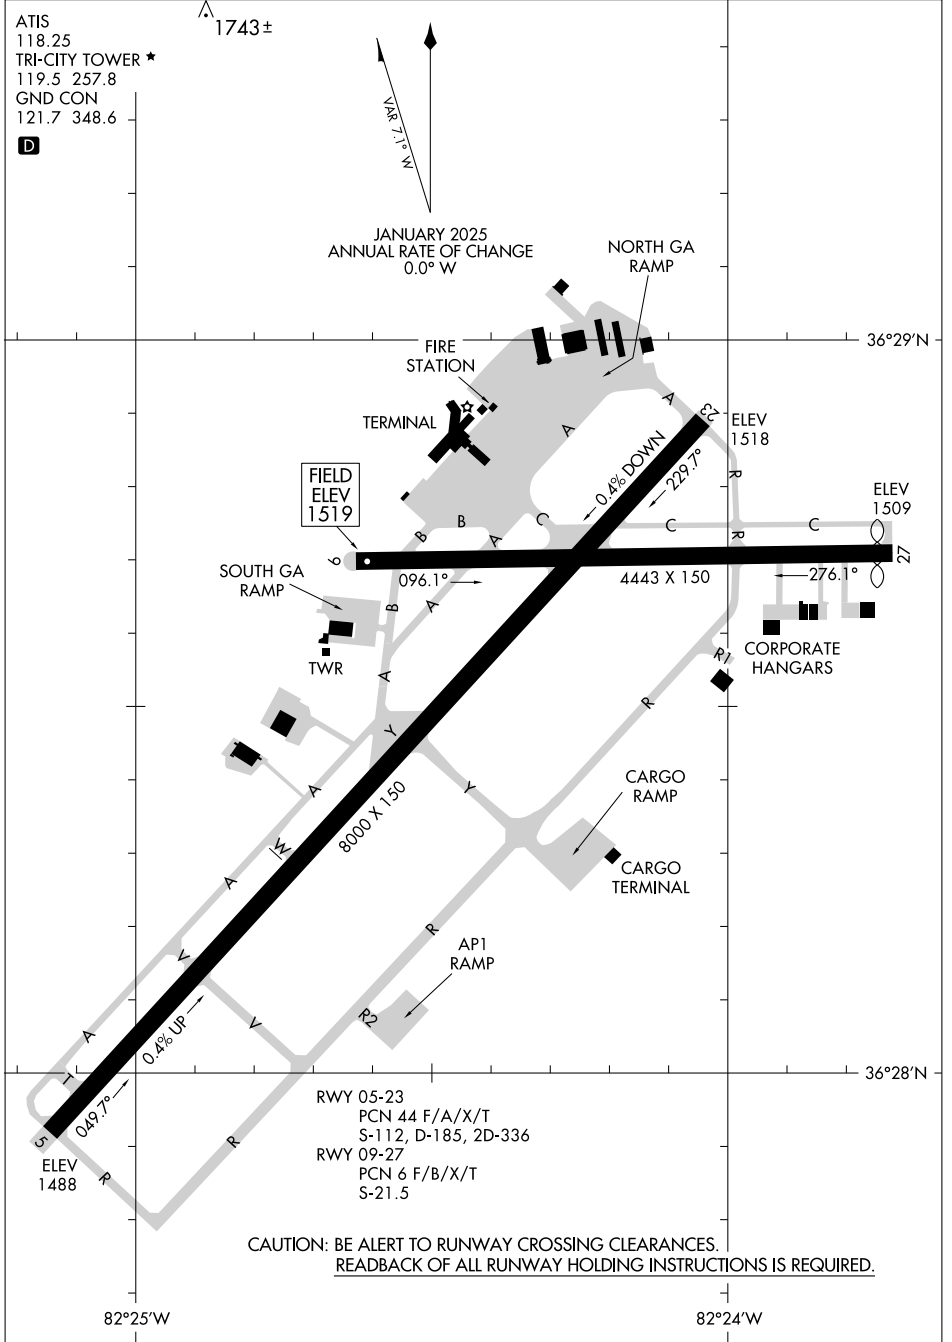 ATIS
118.25
TRI-CITY TOWER ★
119.5 257.8
GND CON
121.7 348.6
D
1743±
VAR 7.1° W
JANUARY 2025
ANNUAL RATE OF CHANGE
0.0° W
NORTH GA
RAMP
36°29'N
FIRE
STATION
TERMINAL
A
A
23
ELEV
1518
0.4% DOWN
229.7°
R
FIELD
ELEV
1519
ELEV
1509
B
B
A
C
C
C
R
9
27
096.1°
4443 X 150
276.1°
SOUTH GA
RAMP
B
A
TWR
A
R1
CORPORATE
HANGARS
R
Y
Y
A
8000 X 150
CARGO
RAMP
W
A
CARGO
TERMINAL
R
AP1
RAMP
V
V
R2
A
0.4% UP
T
049.7°
36°28'N
5
ELEV
1488
R
R
RWY 05-23
PCN 44 F/A/X/T
S-112, D-185, 2D-336
RWY 09-27
PCN 6 F/B/X/T
S-21.5
CAUTION: BE ALERT TO RUNWAY CROSSING CLEARANCES.
READBACK OF ALL RUNWAY HOLDING INSTRUCTIONS IS REQUIRED.
82°25'W
82°24'W